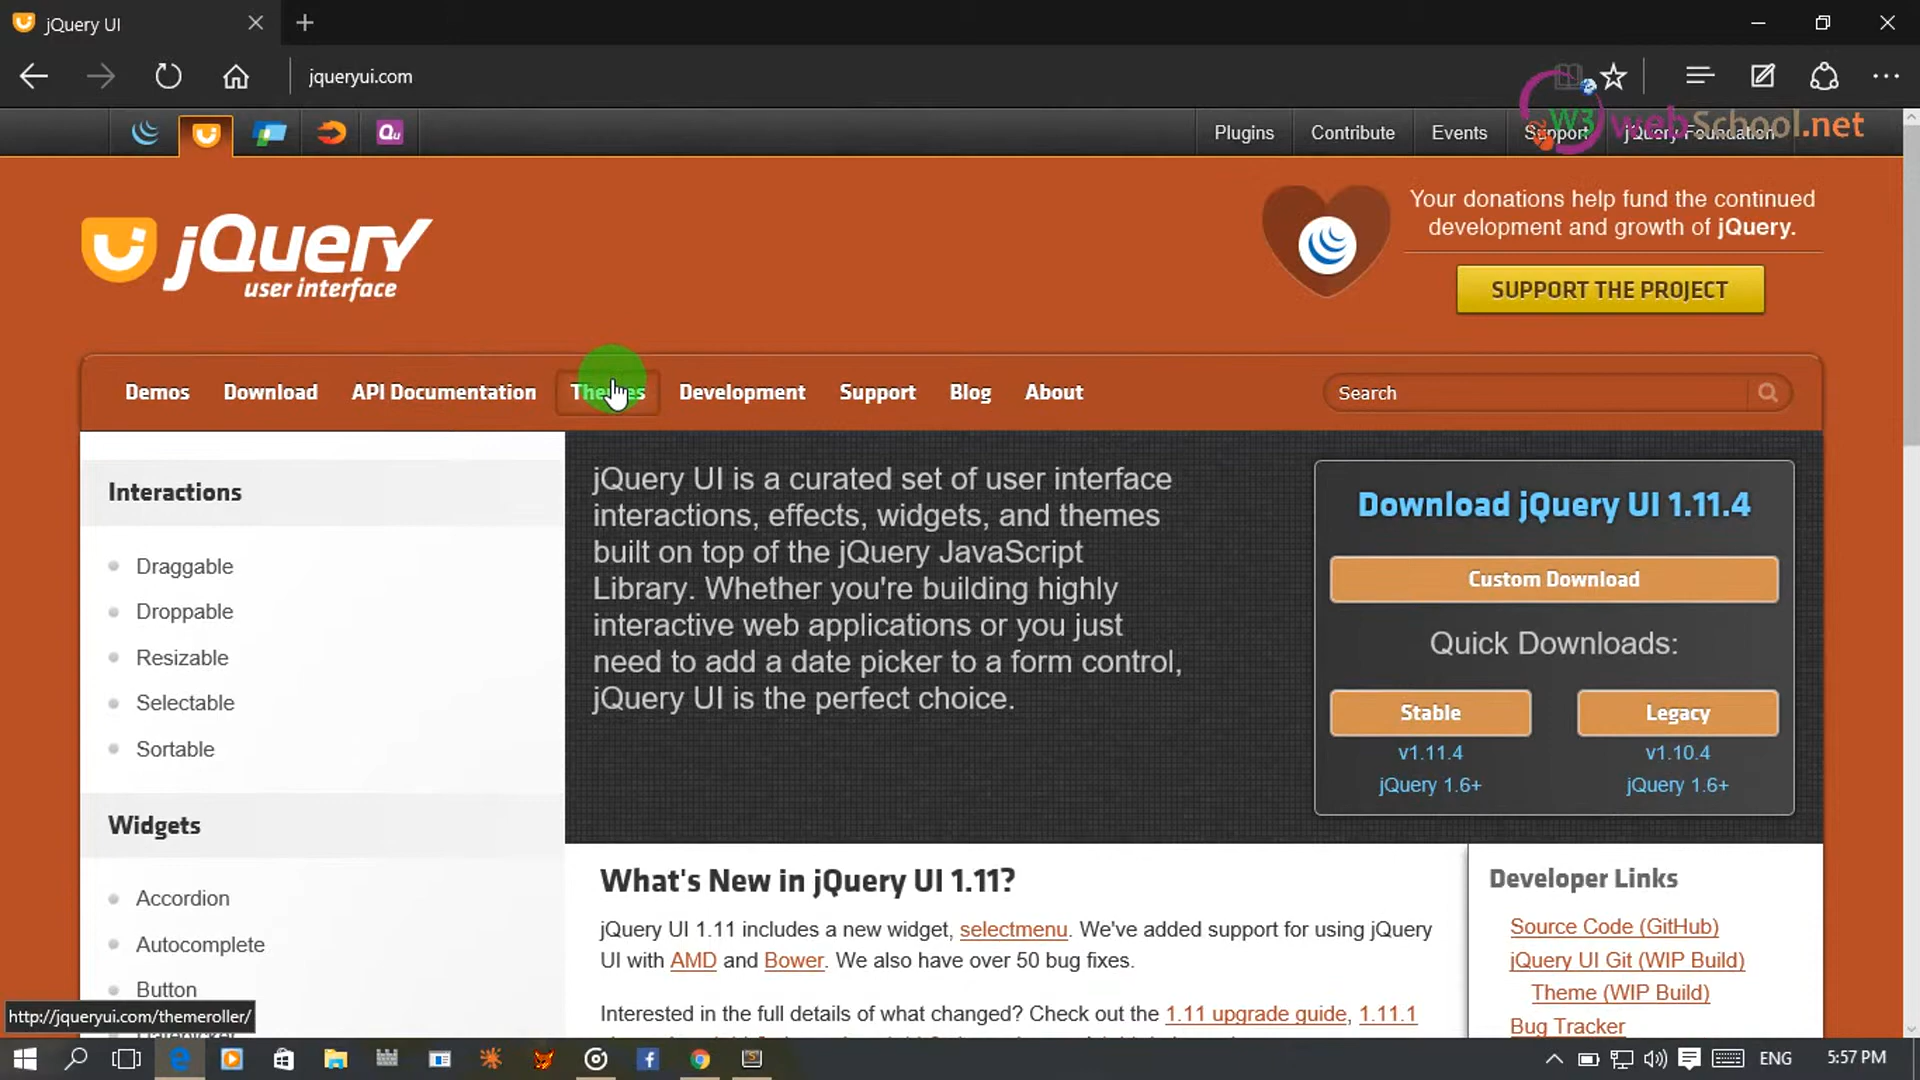 jQuery UI
jqueryui.com
W3webSchool.net
Qu
Plugins Contribute Events Support jQuery Foundation
jQuery
user interface
Your donations help fund the continued
development and growth of jQuery.
SUPPORT THE PROJECT
Demos Download API Documentation Themes Development Support Blog About Search
Interactions
Draggable
Droppable
Resizable
Selectable
Sortable
Widgets
Accordion
Autocomplete
Button
jQuery UI is a curated set of user interface
interactions, effects, widgets, and themes
built on top of the jQuery JavaScript
Library. Whether you're building highly
interactive web applications or you just
need to add a date picker to a form control,
jQuery UI is the perfect choice.
Download jQuery UI 1.11.4
Custom Download
Quick Downloads:
Stable Legacy
v1.11.4 v1.10.4
jQuery 1.6+ jQuery 1.6+
What's New in jQuery UI 1.11?
jQuery UI 1.11 includes a new widget, selectmenu. We've added support for using jQuery
UI with AMD and Bower. We also have over 50 bug fixes.
Interested in the full details of what changed? Check out the 1.11 upgrade guide, 1.11.1
Developer Links
Source Code (GitHub)
jQuery UI Git (WIP Build)
Theme (WIP Build)
Bug Tracker
http://jqueryui.com/themeroller/
ENG 5:57 PM